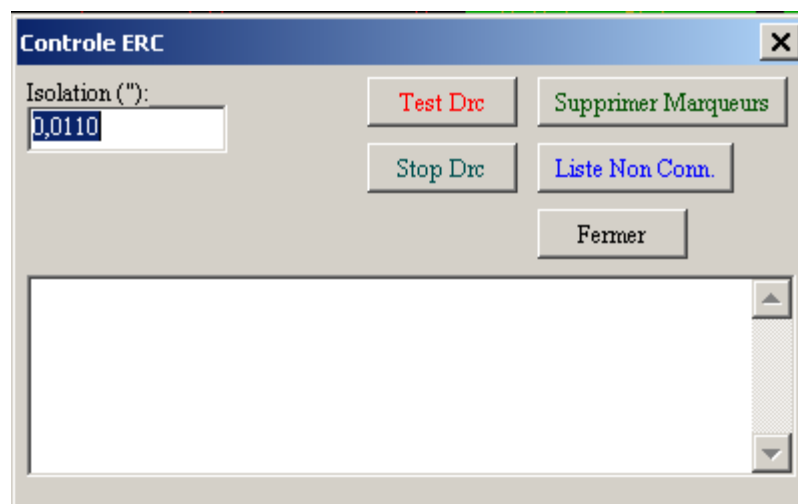 Controle ERC
Isolation ("):
0,0110
Test Drc
Supprimer Marqueurs
Stop Drc
Liste Non Conn.
Fermer